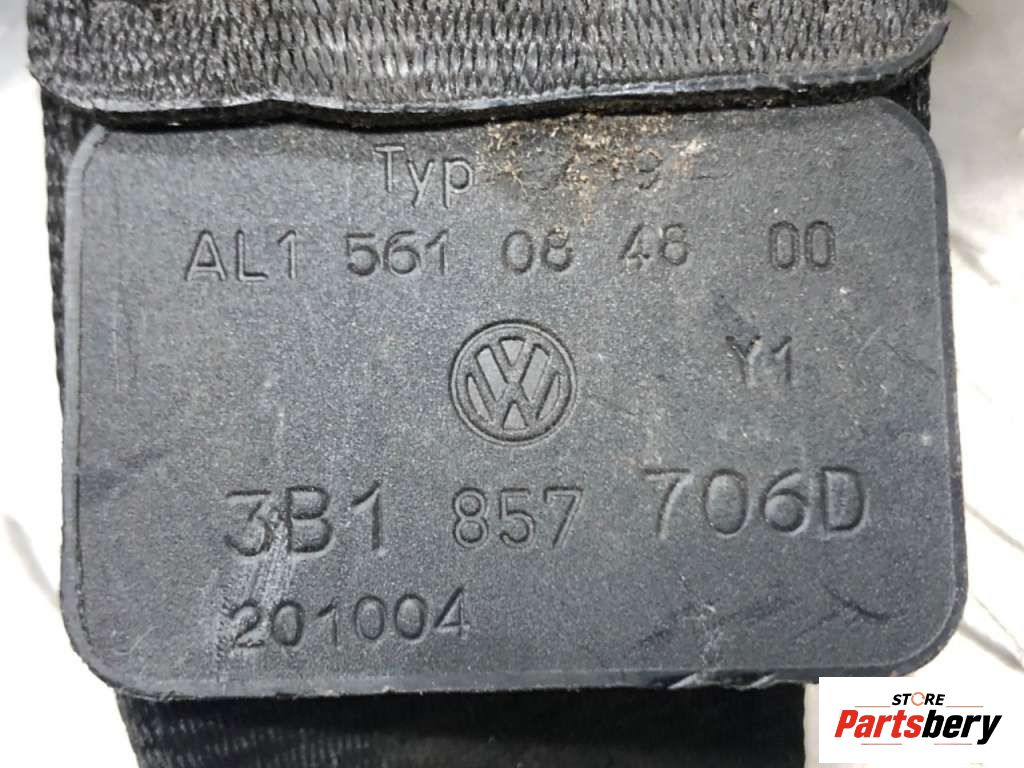 Typ
AL1 561 08 48 00
Y1
3B1 857 706D
201004
STORE
Partsbery